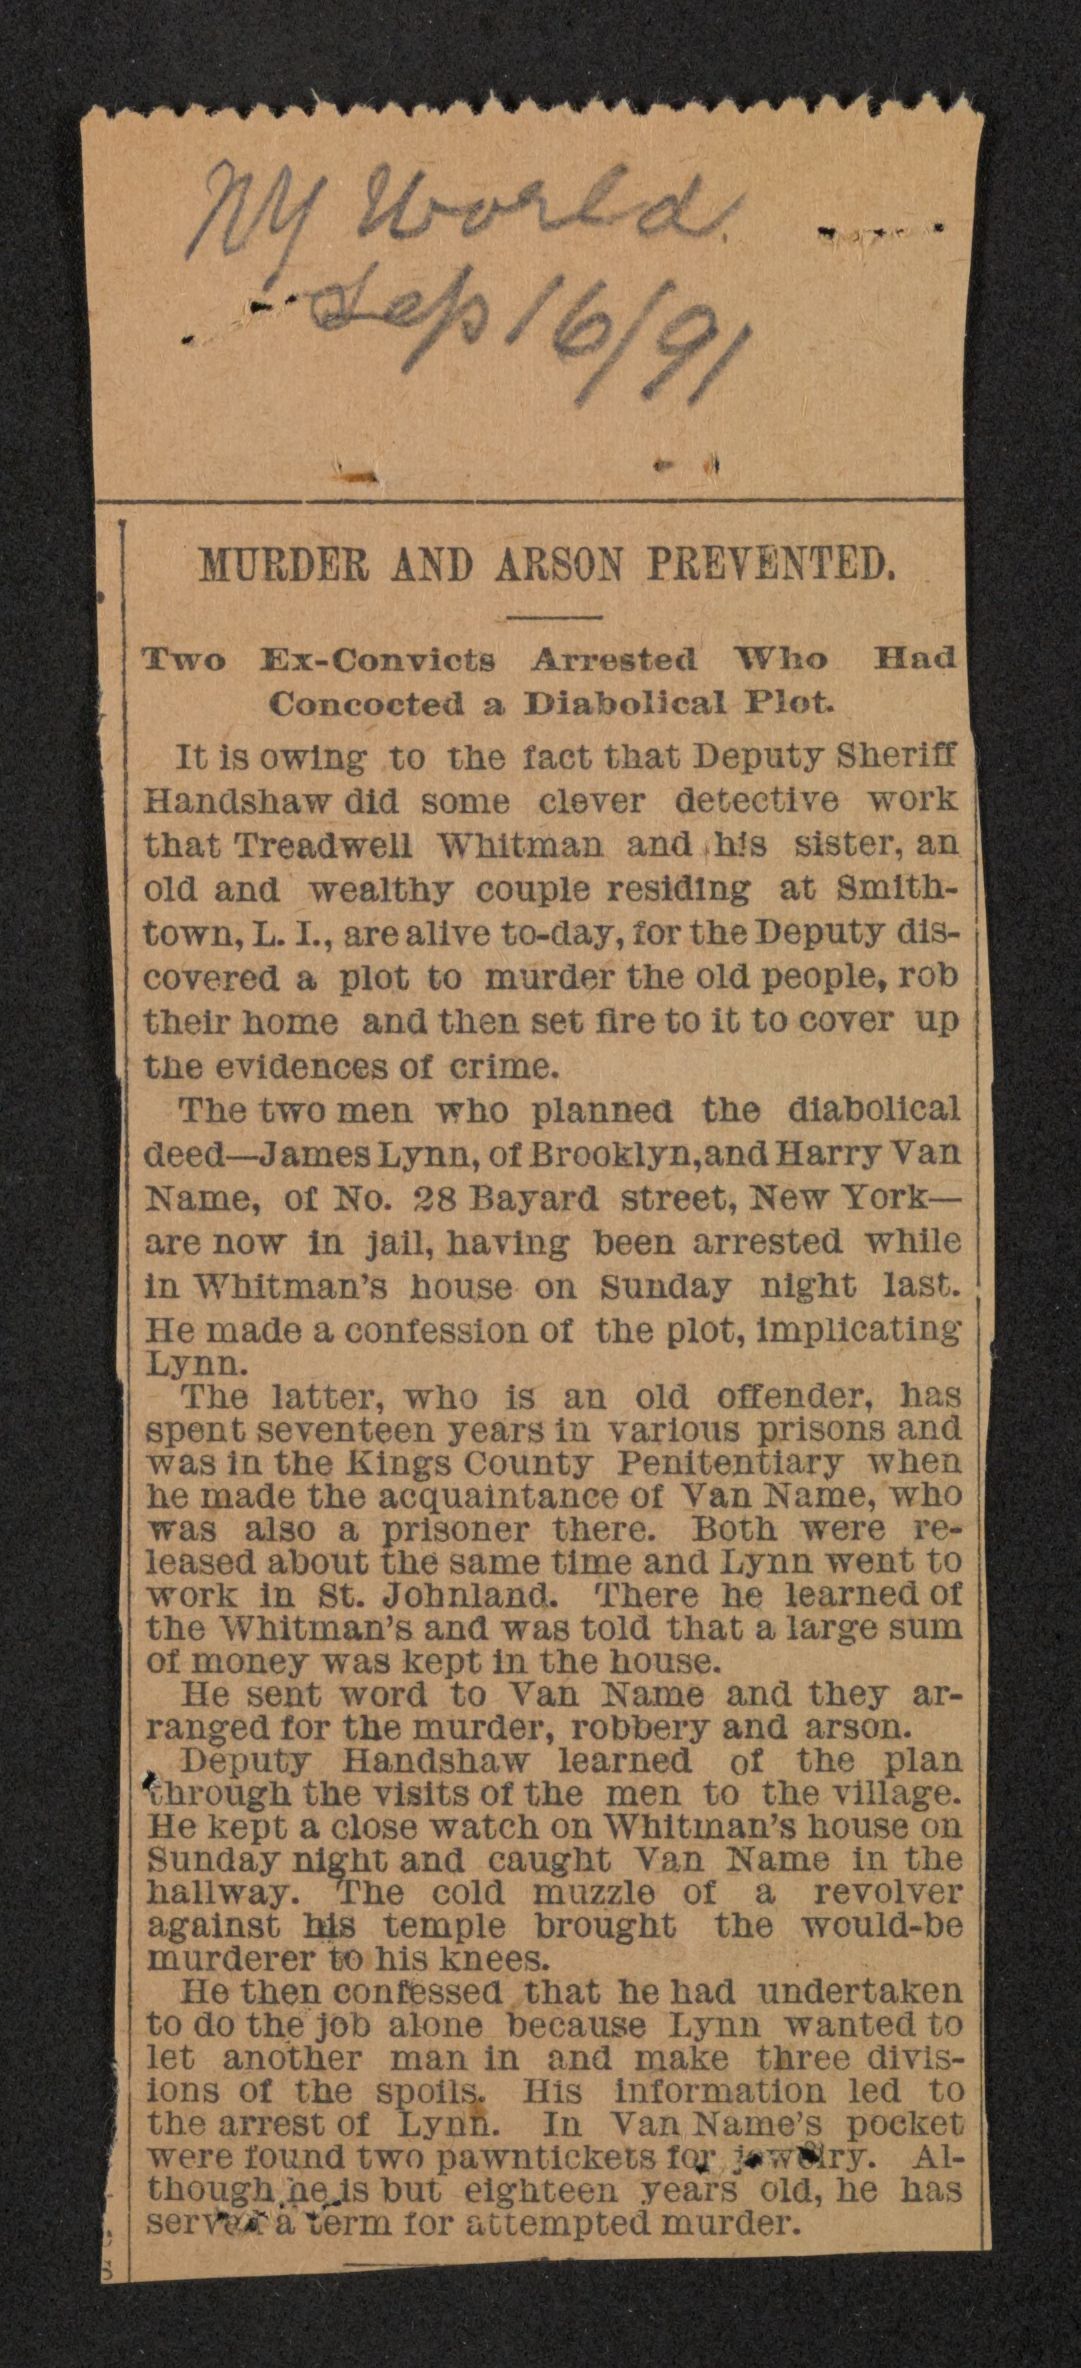 NY World.
Sep 16/91
MURDER AND ARSON PREVENTED.
Two Ex-Convicts Arrested Who Had
Concocted a Diabolical Plot.
It is owing to the fact that Deputy Sheriff
Handshaw did some clever detective work
that Treadwell Whitman and his sister, an
old and wealthy couple residing at Smith-
town, L. I., are alive to-day, for the Deputy dis-
covered a plot to murder the old people, rob
their home and then set fire to it to cover up
the evidences of crime.
The two men who planned the diabolical
deed—James Lynn, of Brooklyn, and Harry Van
Name, of No. 28 Bayard street, New York—
are now in jail, having been arrested while
in Whitman's house on Sunday night last.
He made a confession of the plot, implicating
Lynn.
The latter, who is an old offender, has
spent seventeen years in various prisons and
was in the Kings County Penitentiary when
he made the acquaintance of Van Name, who
was also a prisoner there. Both were re-
leased about the same time and Lynn went to
work in St. Johnland. There he learned of
the Whitman's and was told that a large sum
of money was kept in the house.
He sent word to Van Name and they ar-
ranged for the murder, robbery and arson.
Deputy Handshaw learned of the plan
through the visits of the men to the village.
He kept a close watch on Whitman's house on
Sunday night and caught Van Name in the
hallway. The cold muzzle of a revolver
against his temple brought the would-be
murderer to his knees.
He then confessed that he had undertaken
to do the job alone because Lynn wanted to
let another man in and make three divis-
ions of the spoils. His information led to
the arrest of Lynn. In Van Name's pocket
were found two pawntickets for jewelry. Al-
though he is but eighteen years old, he has
served a term for attempted murder.